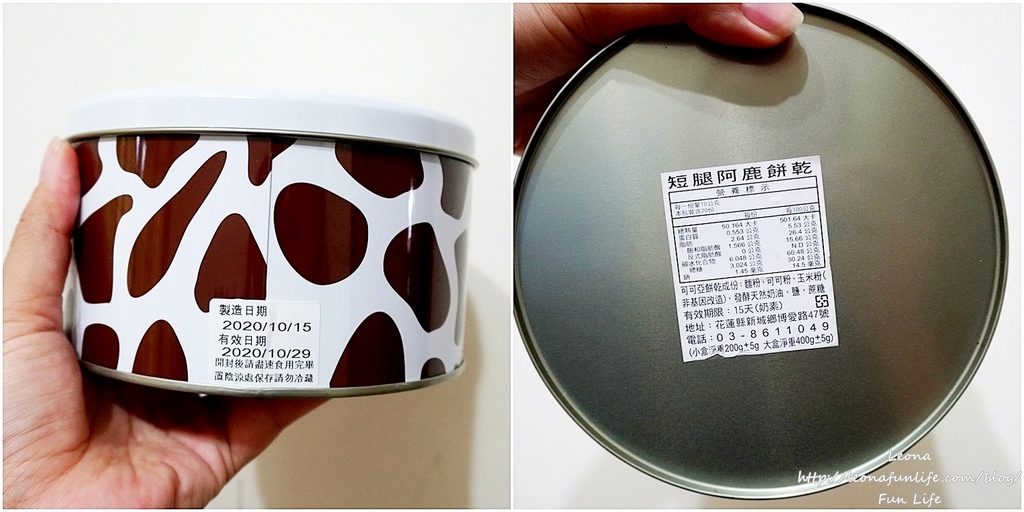 製造日期
2020/10/15
有效日期
2020/10/29
開封後請盡速食用完畢
置陰涼處保存請勿冷藏
短腿阿鹿餅乾
營養標示
每一份量10公克
本包裝含20份
每份 每100公克
總熱量 50.164 大卡 501.64 大卡
蛋白質 0.553 公克 5.53 公克
脂肪 2.64 公克 26.4 公克
飽和脂肪酸 1.566 公克 15.66 公克
反式脂肪酸 0 公克 N.D 公克
碳水化合物 6.048 公克 60.48 公克
總糖 3.024 公克 30.24 公克
鈉 1.45 毫克 14.5 毫克
可可亞餅乾成份:麵粉、可可粉、玉米粉(
非基因改造)、發酵天然奶油、鹽、蔗糖
有效期限:15天(奶素)
地址:花蓮縣新城鄉博愛路47號
電話:03-8611049
(小盒淨重200g±5g 大盒淨重400g±5g)
Leona
http://leonafunlife.com/blog/
Fun Life